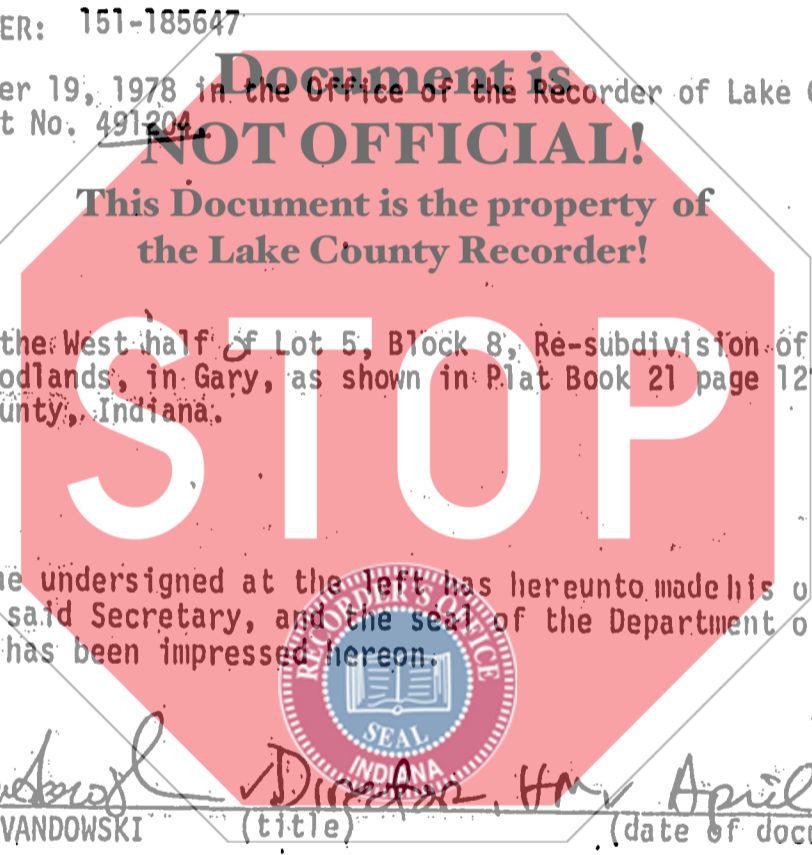 ER: 151-185647
Document is
er 19, 1978 in the Office of the Recorder of Lake
t No. 491204.
NOT OFFICIAL!
This Document is the property of
the Lake County Recorder!
STOP
the West half of Lot 5, Block 8, Re-subdivision of
odlands, in Gary, as shown in Plat Book 21 page 12
unty, Indiana.
e undersigned at the left has hereunto made his
said Secretary, and the seal of the Department
has been impressed hereon.
RECORDER'S OFFICE
SEAL
INDIANA
Director, April
VANDOWSKI (title) (date of docu